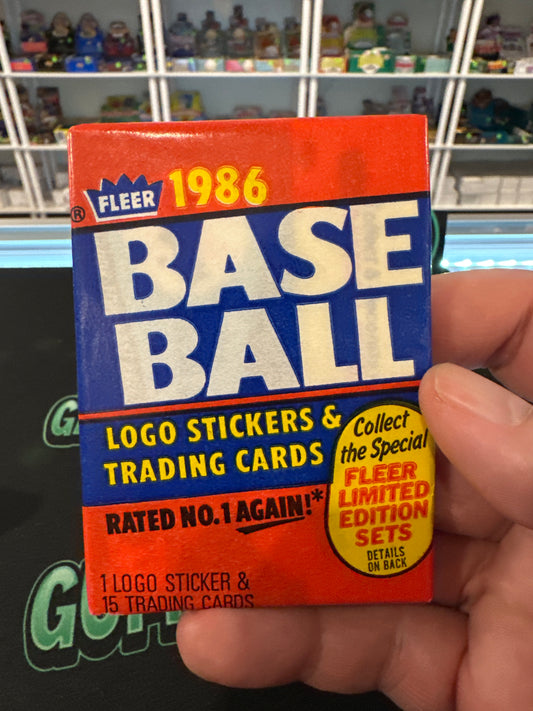 FLEER 1986
®
BASE
BALL
LOGO STICKERS &
TRADING CARDS
Collect
the Special
FLEER
LIMITED
EDITION
SETS
DETAILS
ON BACK
RATED NO.1 AGAIN!*
1 LOGO STICKER &
15 TRADING CARDS